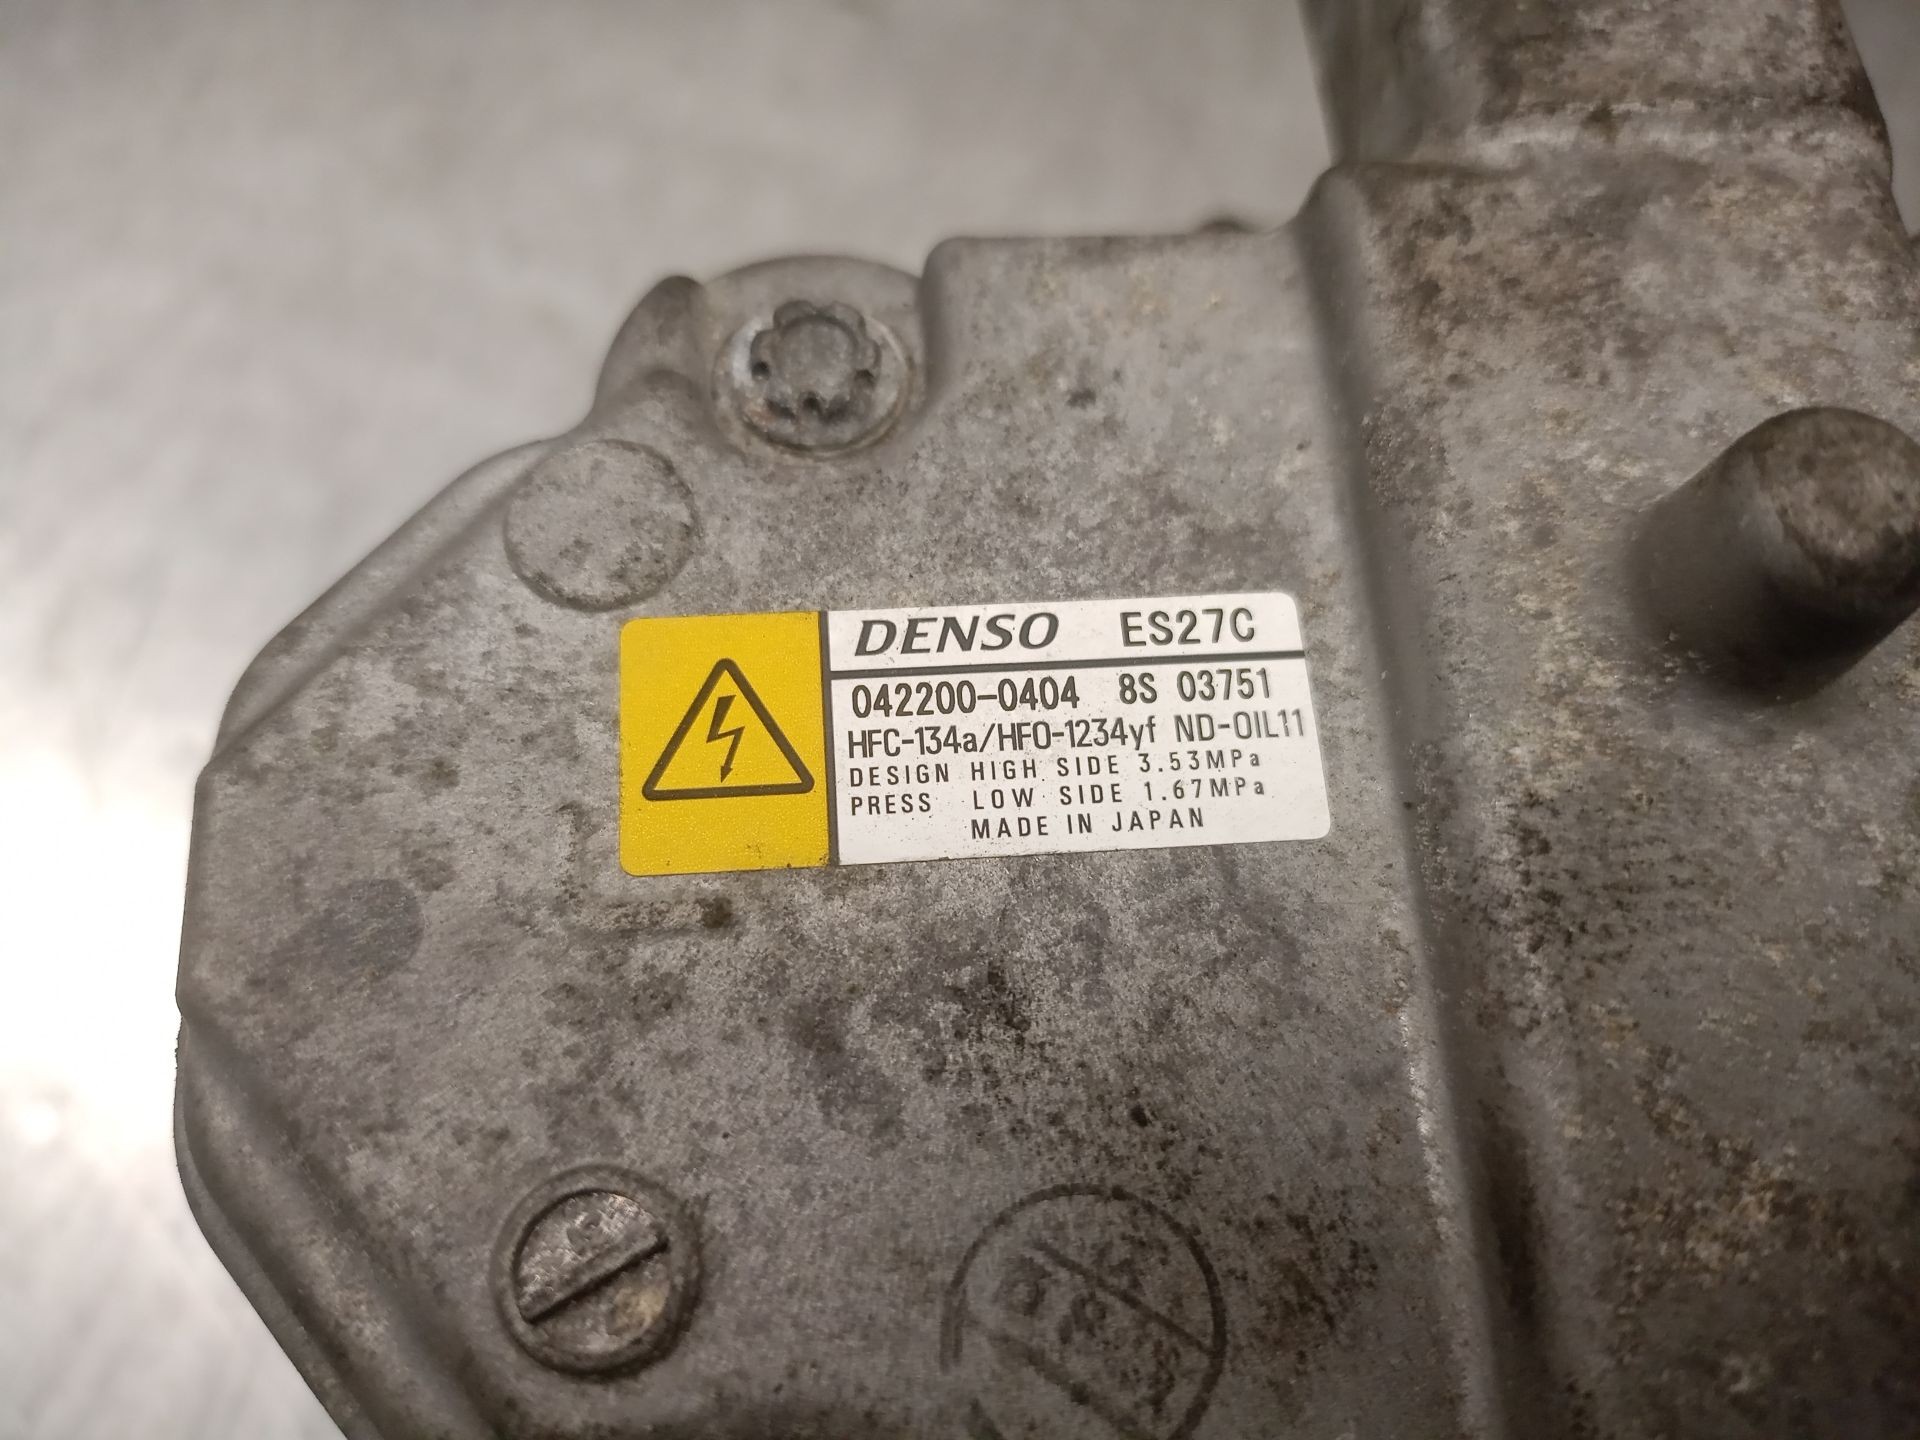 DENSO ES27C
042200-0404 8S 03751
HFC-134a/HFO-1234yf ND-OIL11
DESIGN HIGH SIDE 3.53MPa
PRESS LOW SIDE 1.67MPa
MADE IN JAPAN